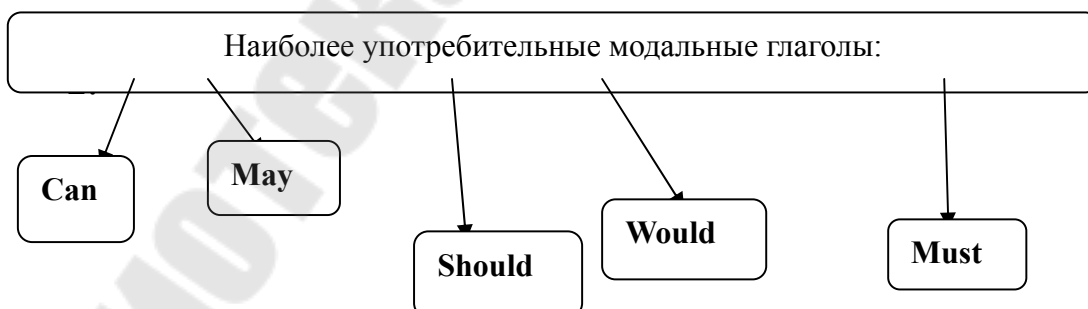 Наиболее употребительные модальные глаголы:
Can
May
Should
Would
Must